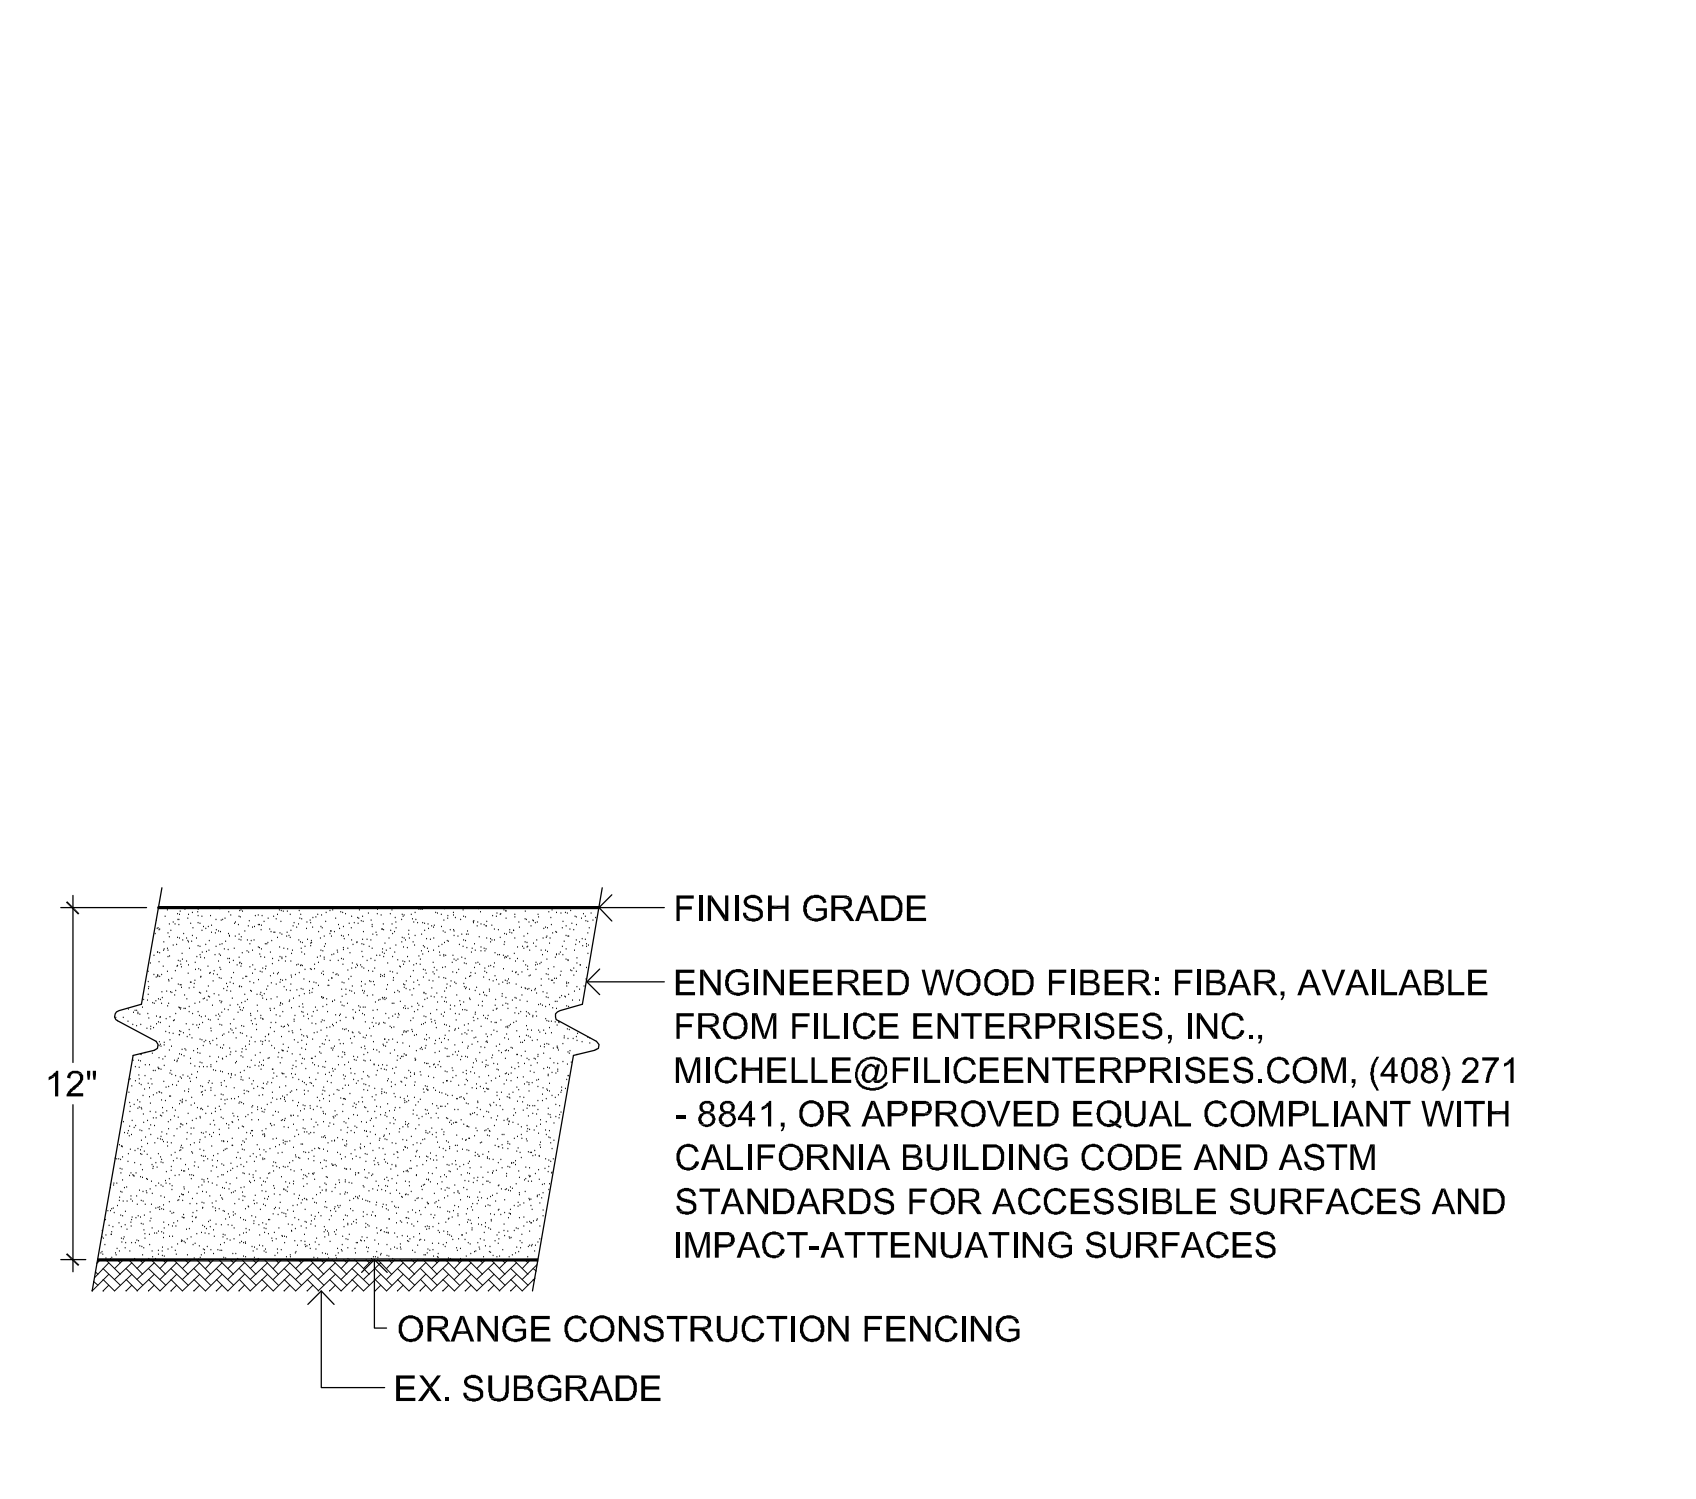 FINISH GRADE
ENGINEERED WOOD FIBER: FIBAR, AVAILABLE
FROM FILICE ENTERPRISES, INC.,
MICHELLE@FILICEENTERPRISES.COM, (408) 271
- 8841, OR APPROVED EQUAL COMPLIANT WITH
CALIFORNIA BUILDING CODE AND ASTM
STANDARDS FOR ACCESSIBLE SURFACES AND
IMPACT-ATTENUATING SURFACES
12"
ORANGE CONSTRUCTION FENCING
EX. SUBGRADE